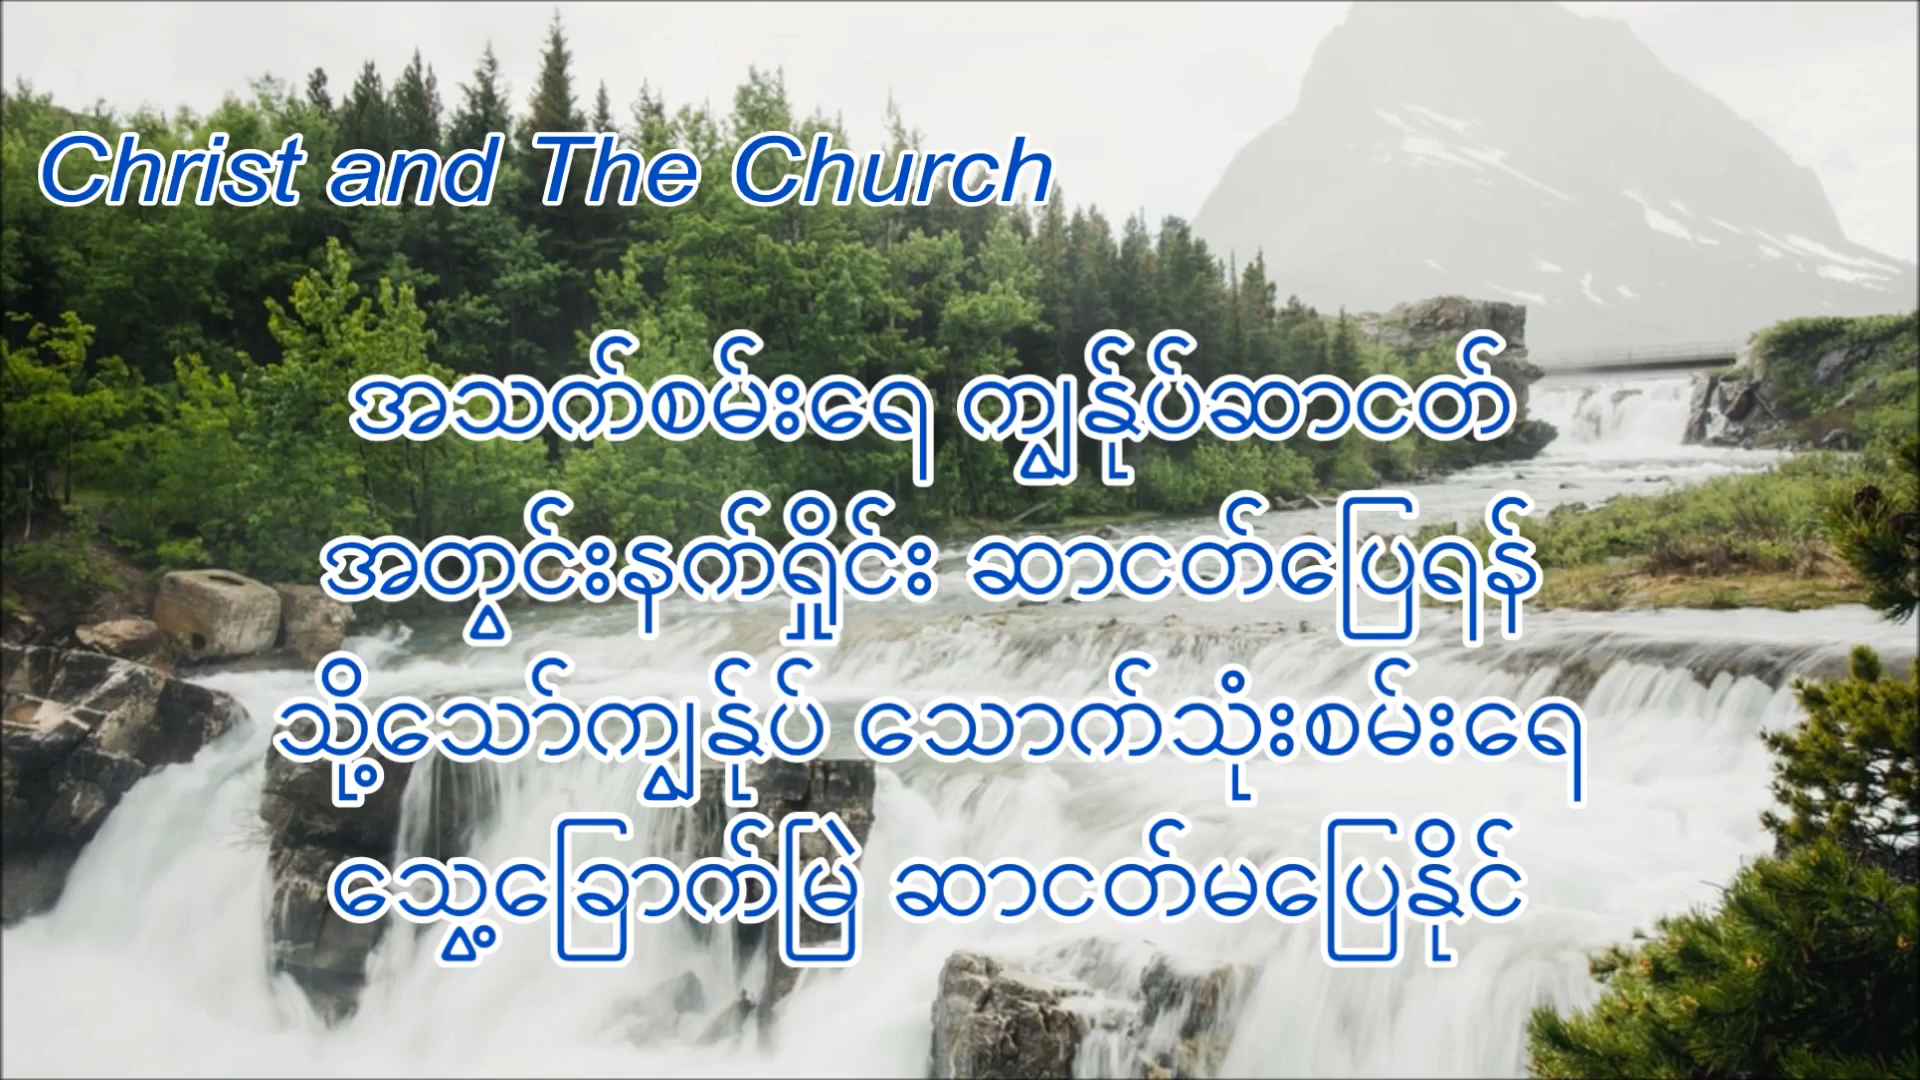 Christ and The Church
အသက်စမ်းရေ ကျွန်ုပ်ဆာငတ်
အတွင်းနက်ရှိုင်း ဆာငတ်ပြေရန်
သို့သော်ကျွန်ုပ် သောက်သုံးစမ်းရေ
သွေ့ခြောက်မြဲ ဆာငတ်မပြေနိုင်